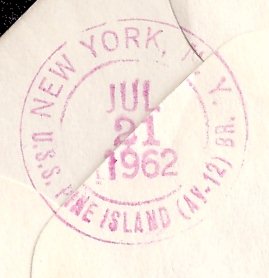 NEW YORK, N. Y.
JUL
21
1962
U.S.S. PINE ISLAND (AV-12) BR.